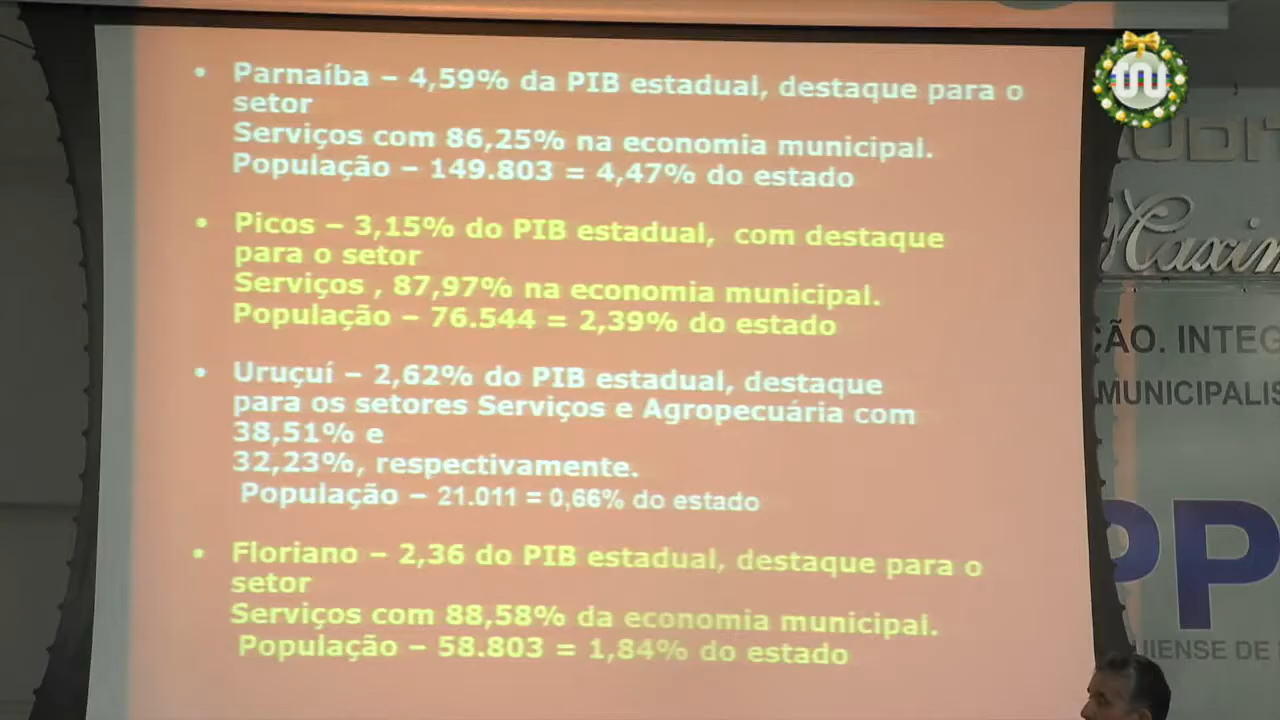 • Parnaíba – 4,59% da PIB estadual, destaque para o
setor
Serviços com 86,25% na economia municipal.
População – 149.803 = 4,47% do estado
• Picos – 3,15% do PIB estadual, com destaque
para o setor
Serviços , 87,97% na economia municipal.
População – 76.544 = 2,39% do estado
• Uruçuí – 2,62% do PIB estadual, destaque
para os setores Serviços e Agropecuária com
38,51% e
32,23%, respectivamente.
População – 21.011 = 0,66% do estado
• Floriano – 2,36 do PIB estadual, destaque para o
setor
Serviços com 88,58% da economia municipal.
População – 58.803 = 1,84% do estado
ÇÃO. INTEG
MUNICIPALIS
PP
UIENSE DE